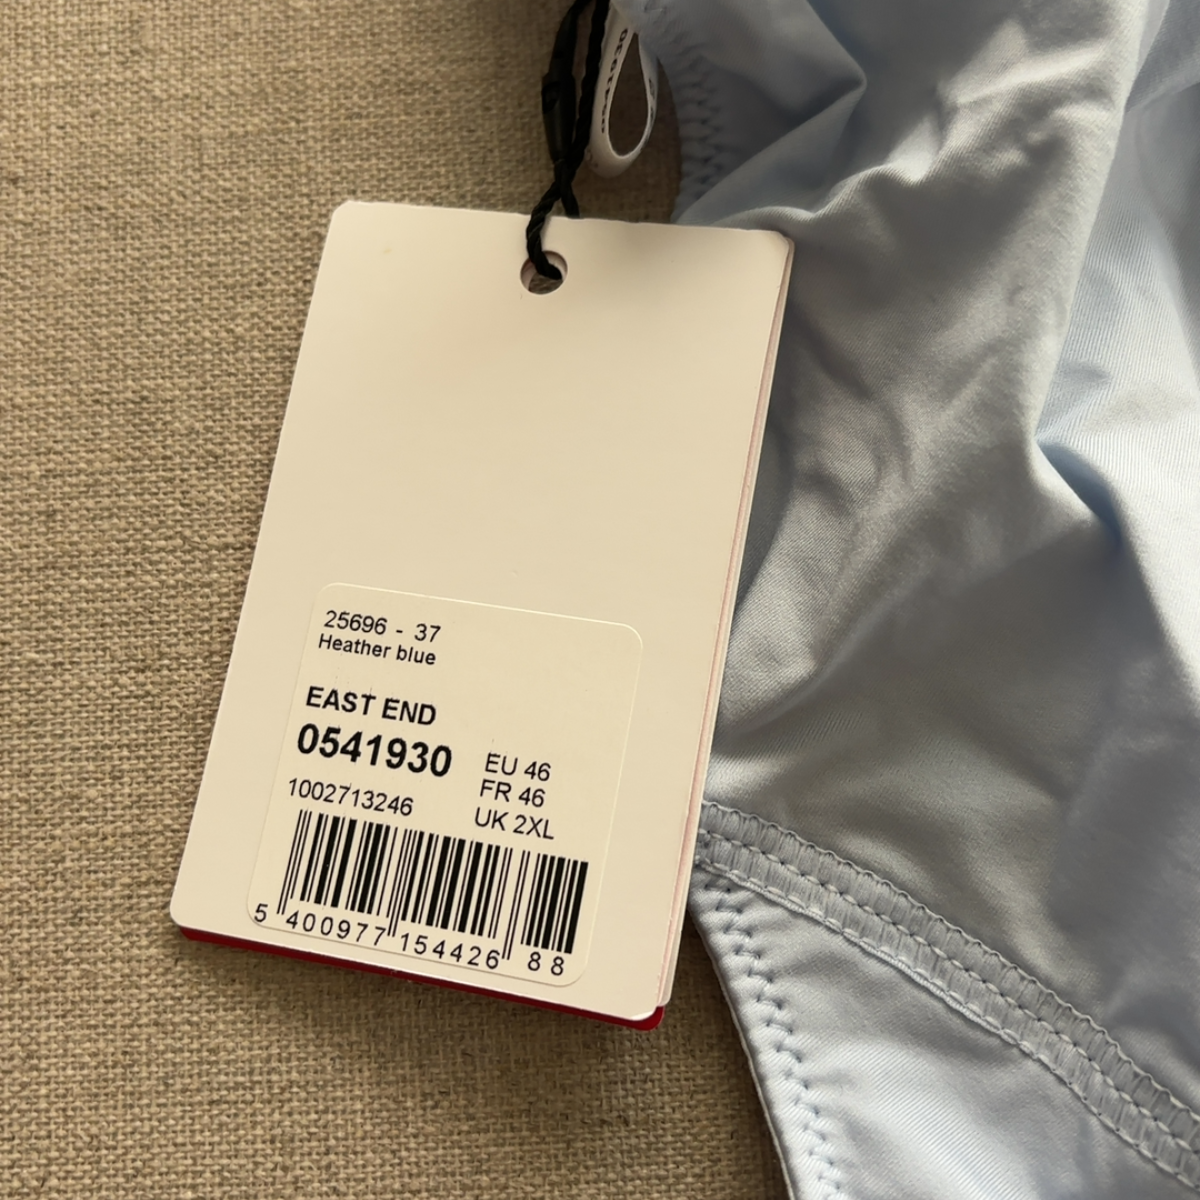 25696 - 37
Heather blue
EAST END
0541930
1002713246
EU 46
FR 46
UK 2XL
5 400977 154426 88